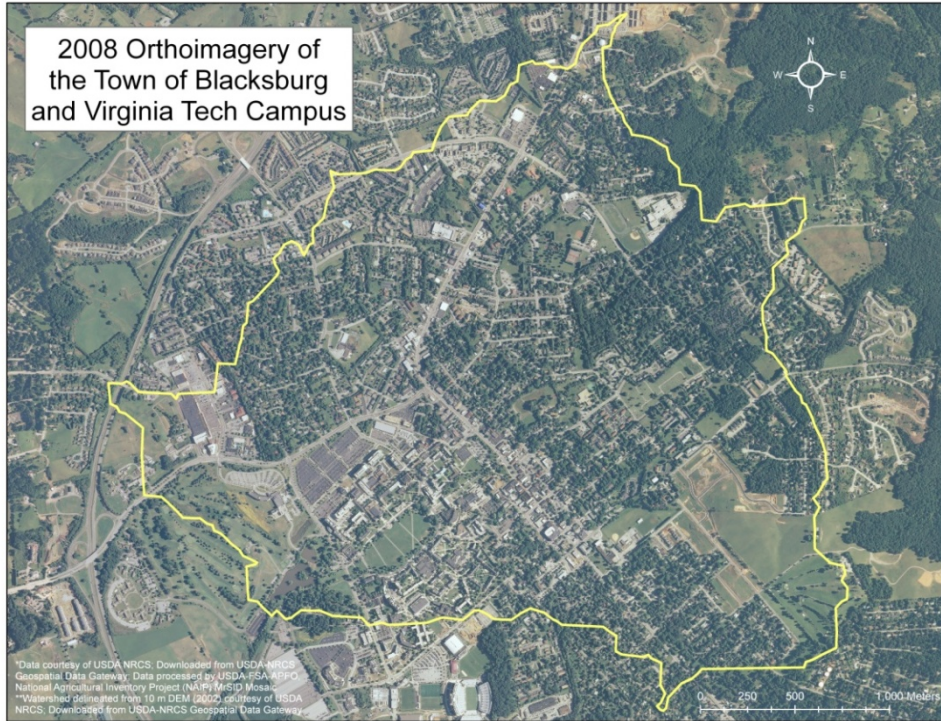 2008 Orthoimagery of
the Town of Blacksburg
and Virginia Tech Campus
N
W
E
S
*Data courtesy of USDA NRCS; Downloaded from USDA-NRCS
Geospatial Data Gateway; Data processed by USDA-FSA-APFO
National Agricultural Inventory Project (NAIP) MrSID Mosaic
**Watershed delineated from 10 m DEM (2002) courtesy of USDA
NRCS; Downloaded from USDA-NRCS Geospatial Data Gateway
0 250 500 1,000 Meters